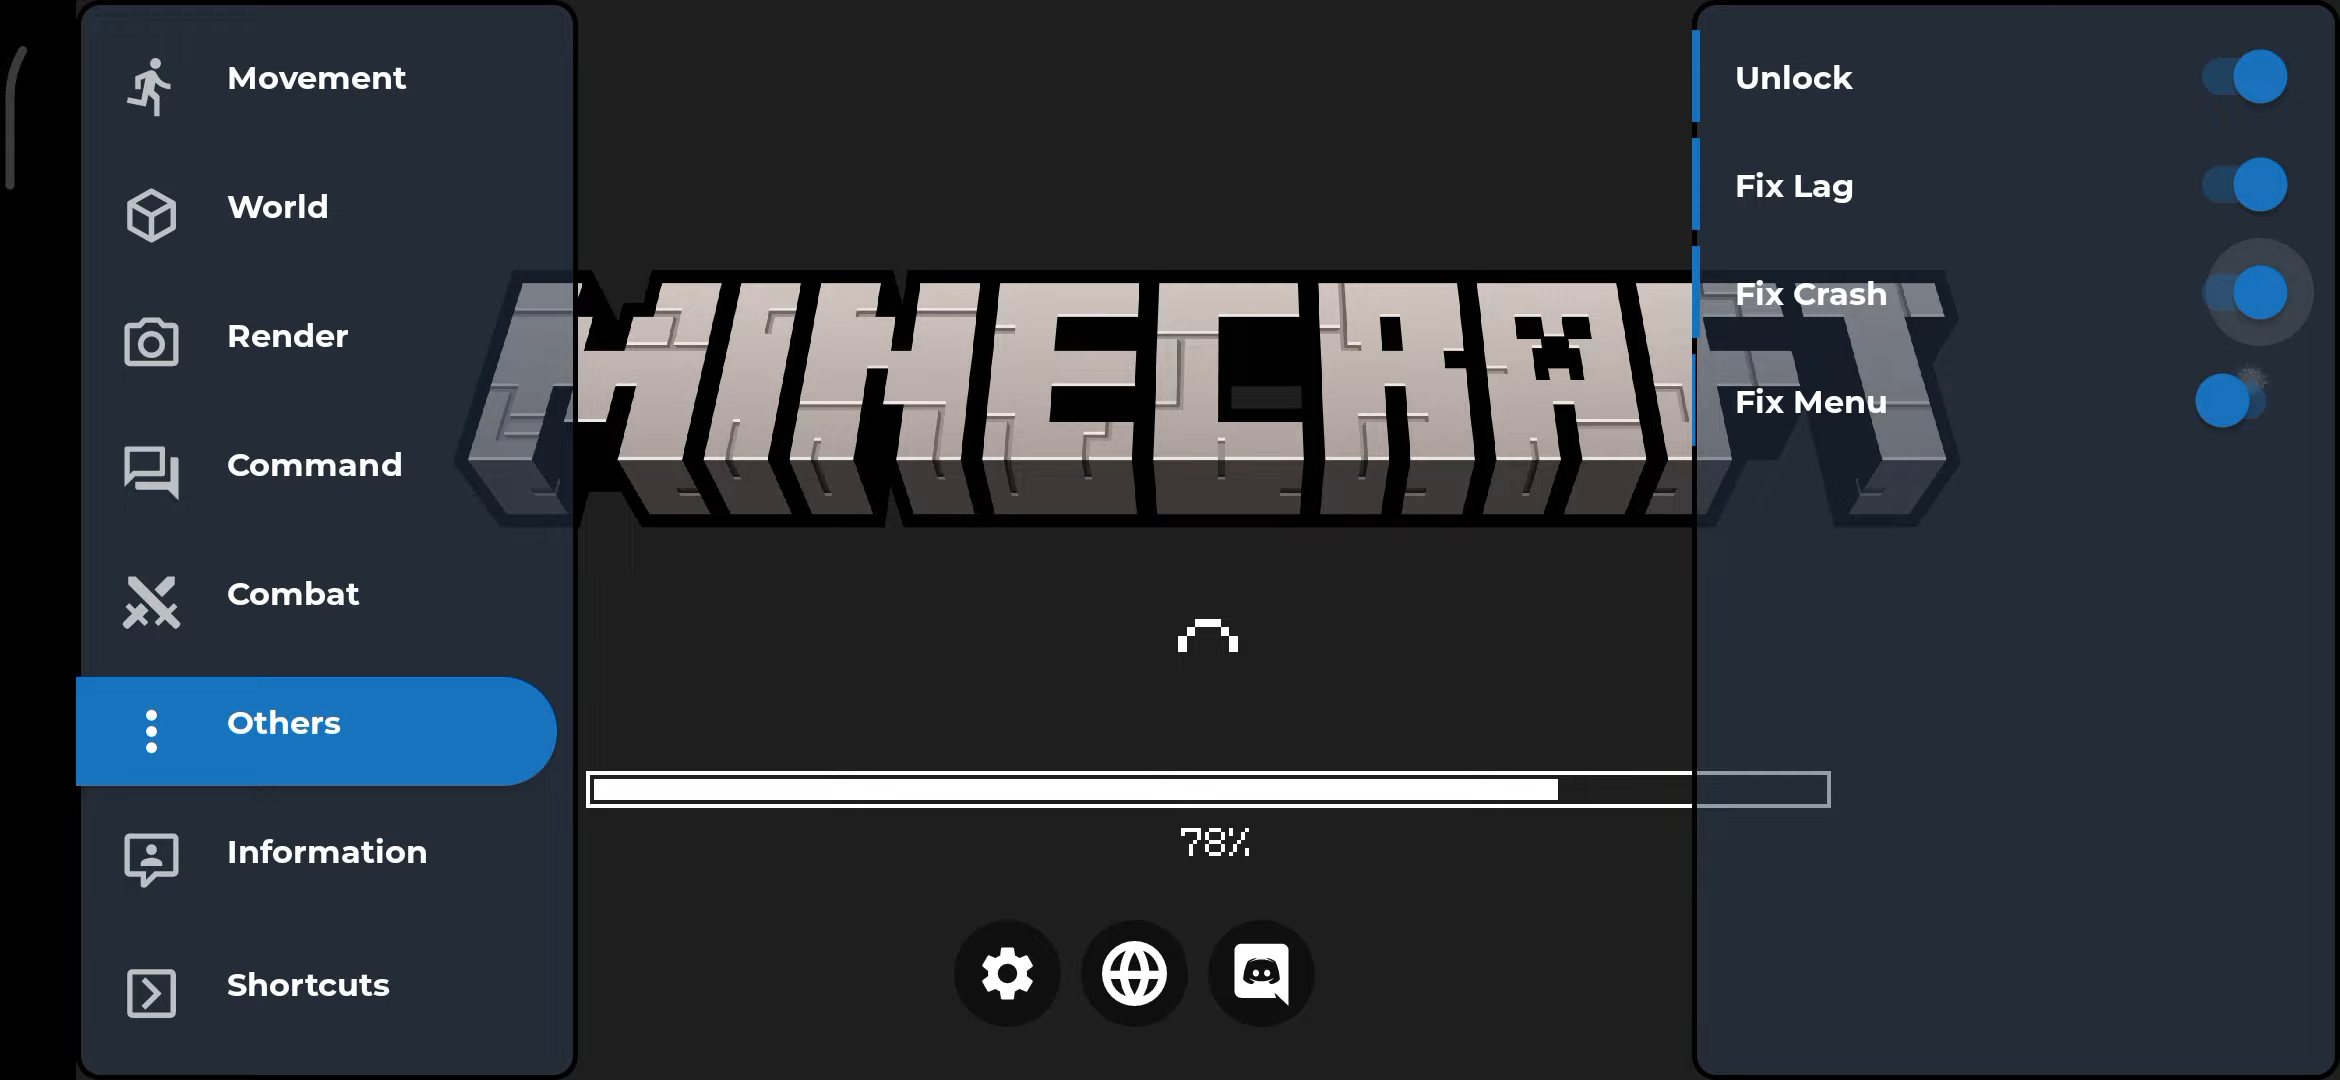 Movement
World
Render
Command
Combat
Others
Information
Shortcuts
MINECRAFT
78%
Unlock
Fix Lag
Fix Crash
Fix Menu